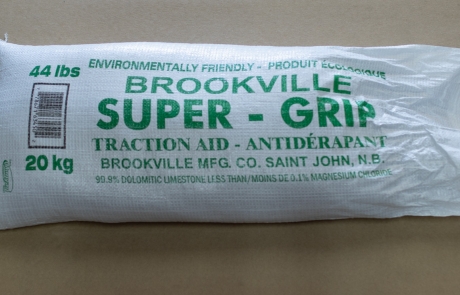 ENVIRONMENTALLY FRIENDLY - PRODUIT ÉCOLOGIQUE
44 lbs
BROOKVILLE
SUPER - GRIP
TRACTION AID - ANTIDÉRAPANT
20 kg
BROOKVILLE MFG. CO. SAINT JOHN, N.B.
99.9% DOLOMITIC LIMESTONE LESS THAN/MOINS DE 0.1% MAGNESIUM CHLORIDE